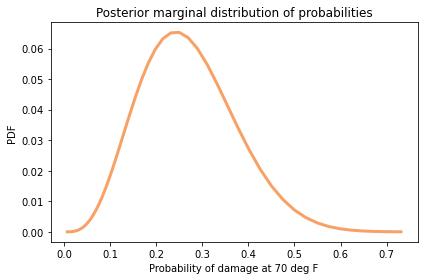 Posterior marginal distribution of probabilities
PDF
0.06
0.05
0.04
0.03
0.02
0.01
0.00
0.0 0.1 0.2 0.3 0.4 0.5 0.6 0.7
Probability of damage at 70 deg F